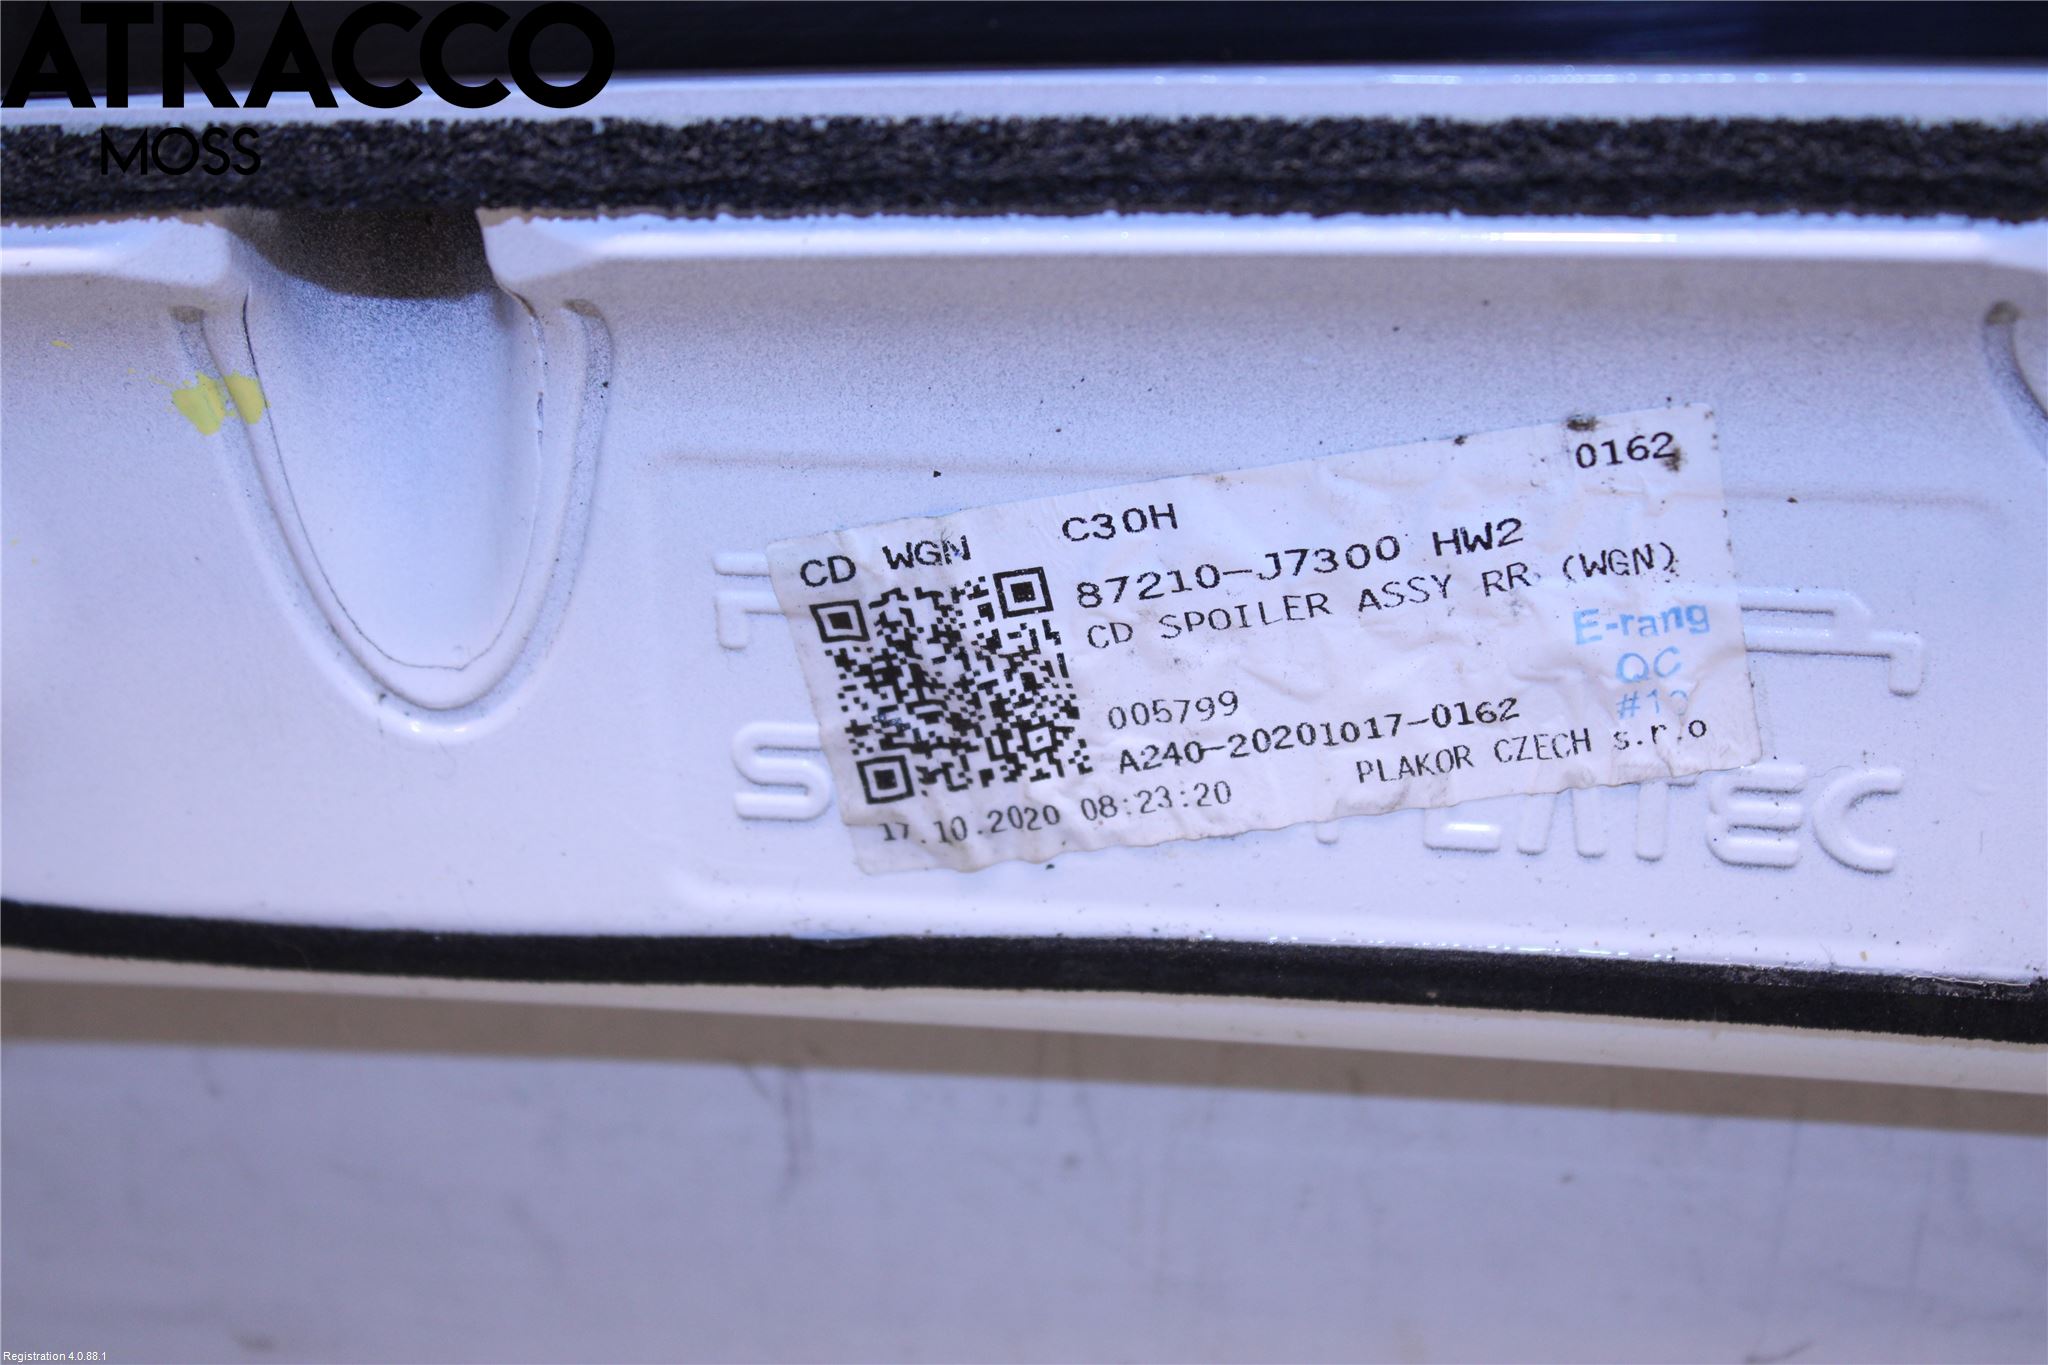 ATRACCO
MOSS
0162
CD WGN C30H
87210-J7300 HW2
CD SPOILER ASSY RR (WGN)
E-rang
QC
005799
A240-20201017-0162
PLAKOR CZECH s.r.o
17.10.2020 08:23:20
Registration 4.0.88.1